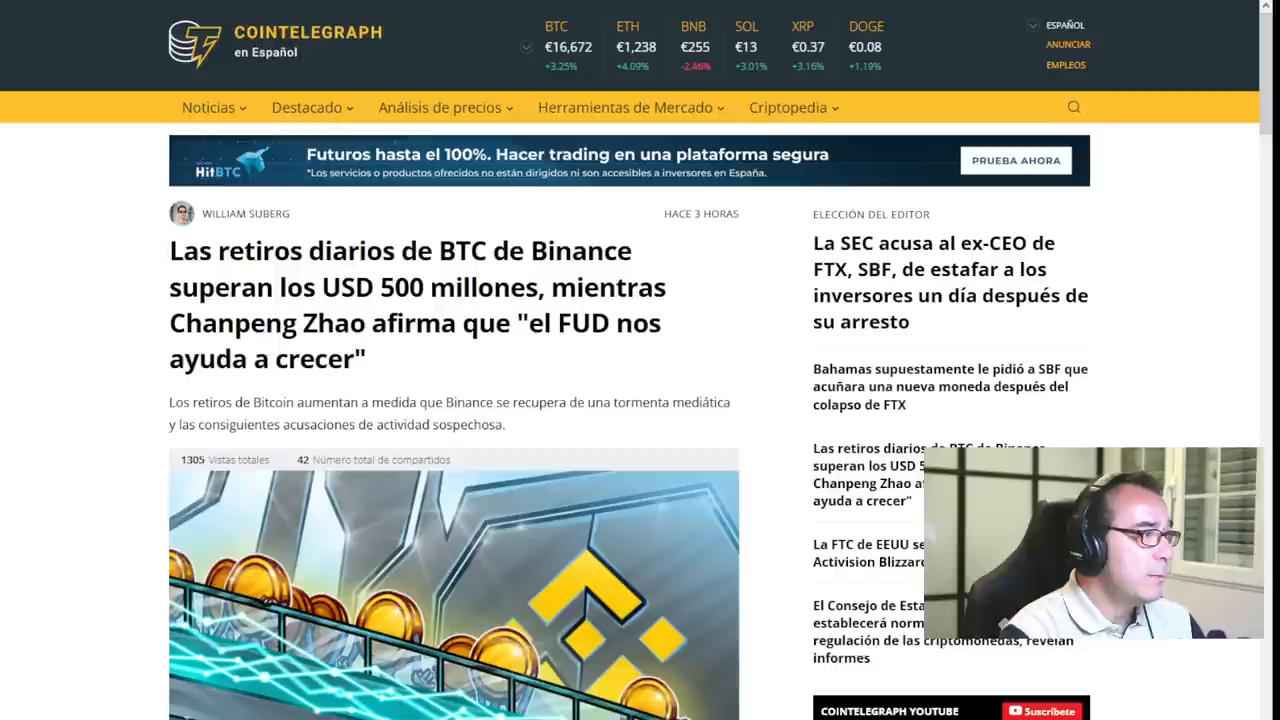 COINTELEGRAPH
en Español
BTC
€16,672
+3.25%
ETH
€1,238
+4.09%
BNB
€255
-2.46%
SOL
€13
+3.01%
XRP
€0.37
+3.16%
DOGE
€0.08
+1.19%
ESPAÑOL
ANUNCIAR
EMPLEOS
Noticias
Destacado
Análisis de precios
Herramientas de Mercado
Criptopedia
HitBTC
Futuros hasta el 100%. Hacer trading en una plataforma segura
*Los servicios o productos ofrecidos no están dirigidos ni son accesibles a inversores en España.
PRUEBA AHORA
WILLIAM SUBERG
HACE 3 HORAS
Las retiros diarios de BTC de Binance
superan los USD 500 millones, mientras
Chanpeng Zhao afirma que "el FUD nos
ayuda a crecer"
Los retiros de Bitcoin aumentan a medida que Binance se recupera de una tormenta mediática
y las consiguientes acusaciones de actividad sospechosa.
1305 Vistas totales
42 Número total de compartidos
ELECCIÓN DEL EDITOR
La SEC acusa al ex-CEO de
FTX, SBF, de estafar a los
inversores un día después de
su arresto
Bahamas supuestamente le pidió a SBF que
acuñara una nueva moneda después del
colapso de FTX
Las retiros diarios de BTC de Binance
superan los USD
Chanpeng Zhao
ayuda a crecer"
La FTC de EEUU
Activision
El Consejo de
establecerá
regulación de las criptomonedas, revelan
informes
COINTELEGRAPH YOUTUBE
Suscríbete